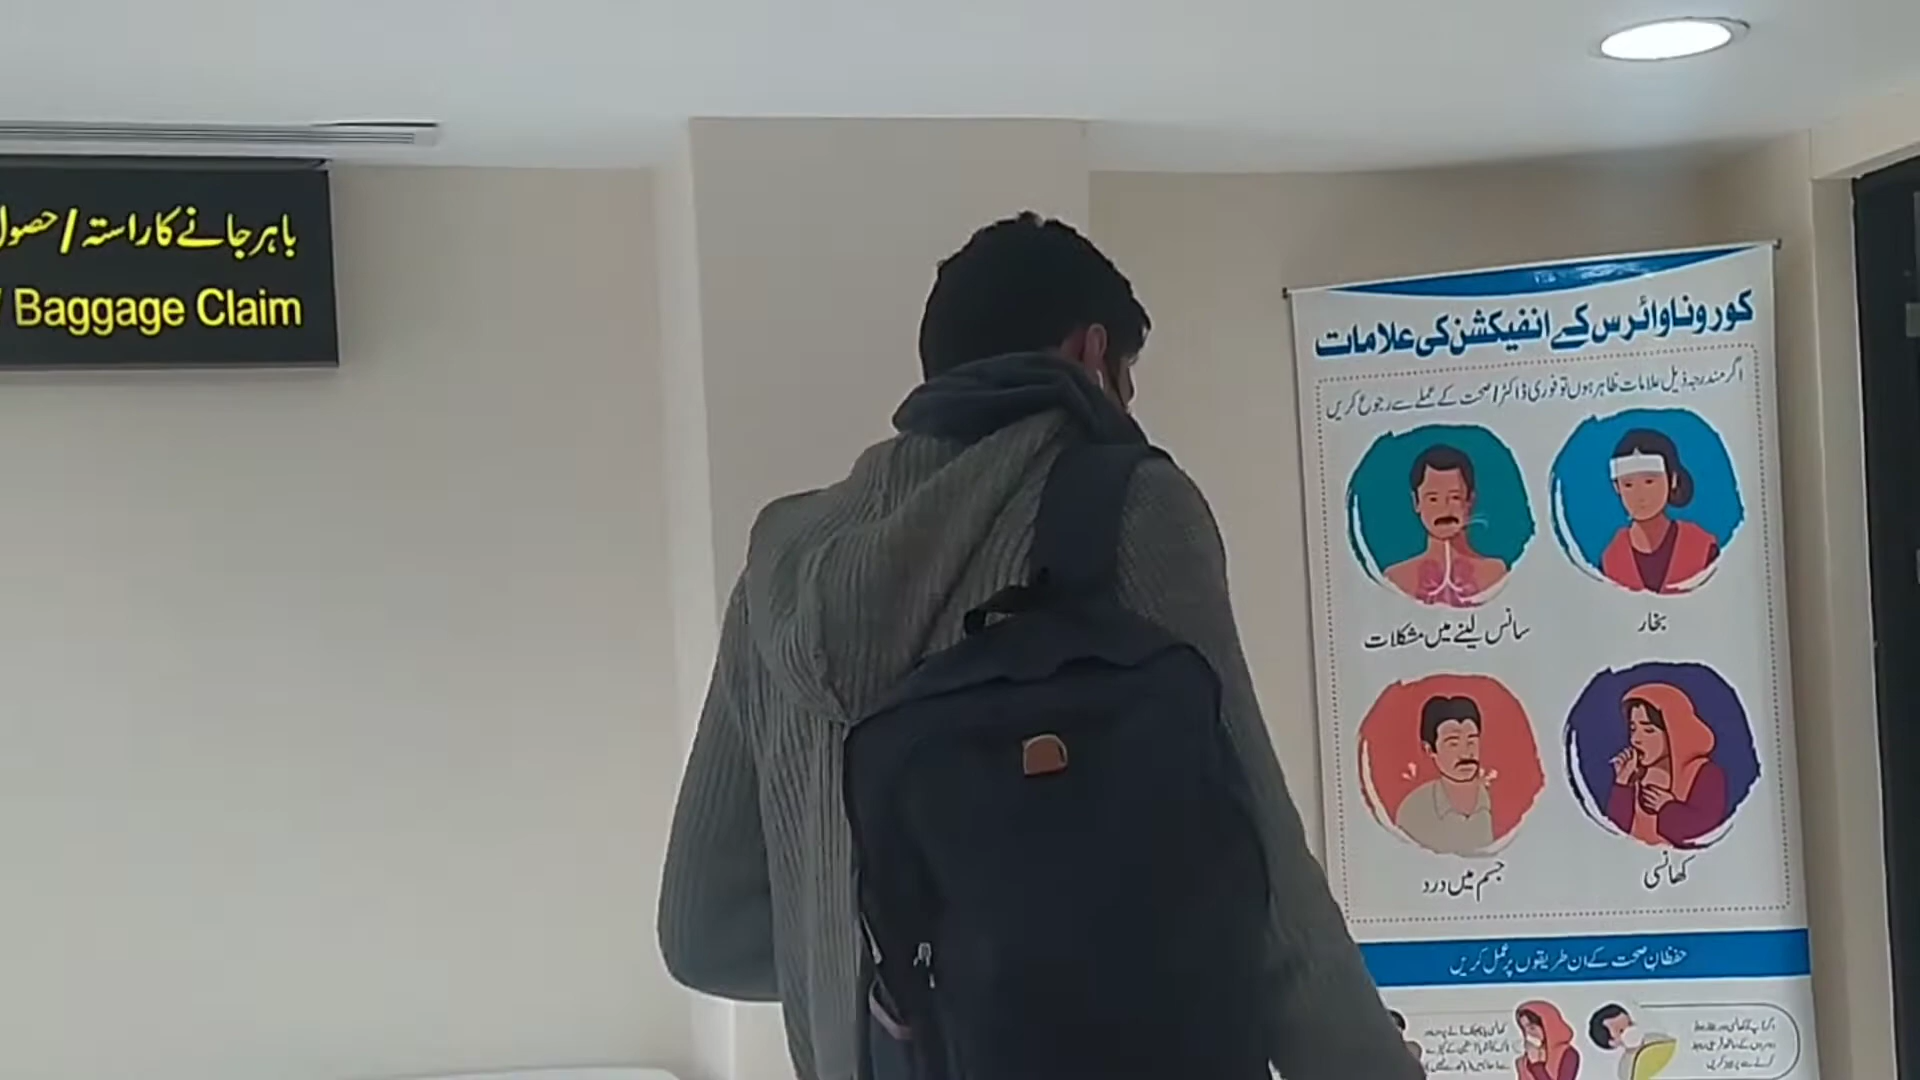 باہر جانے کا راستہ / حصول
Baggage Claim
کورونا وائرس کے انفیکشن کی علامات
اگر مندرجہ ذیل علامات ظاہر ہوں تو فوری ڈاکٹر/صحت کے عملے سے رجوع کریں
بخار
سانس لینے میں مشکلات
کھانسی
جسم میں درد
حفظان صحت کے ان طریقوں پر عمل کریں